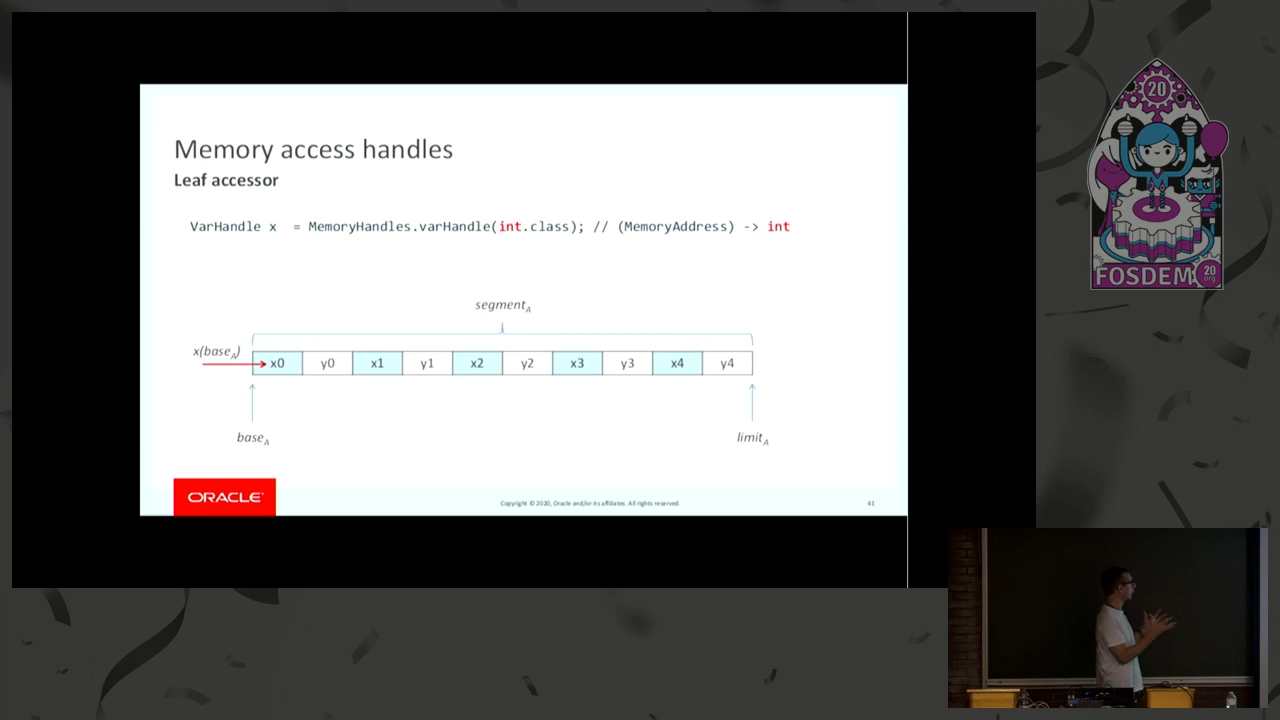 Memory access handles
Leaf accessor
VarHandle x = MemoryHandles.varHandle(int.class); // (MemoryAddress) -> int
segmentA
x(baseA)
x0 y0 x1 y1 x2 y2 x3 y3 x4 y4
baseA
limitA
ORACLE
Copyright © 2020, Oracle and/or its affiliates. All rights reserved.
41
20
FOSDEM
20
.org